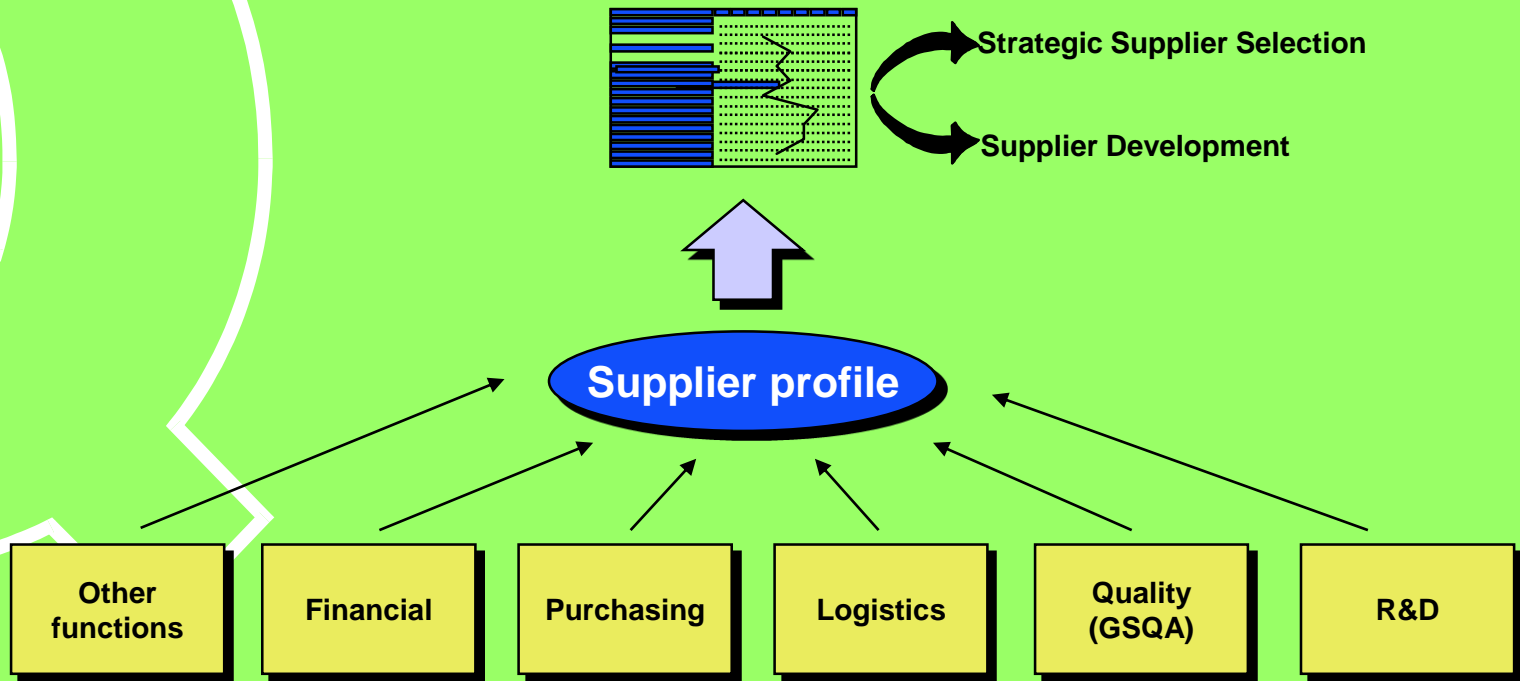 Strategic Supplier Selection
Supplier Development
Supplier profile
Other
functions
Financial
Purchasing
Logistics
Quality
(GSQA)
R&D